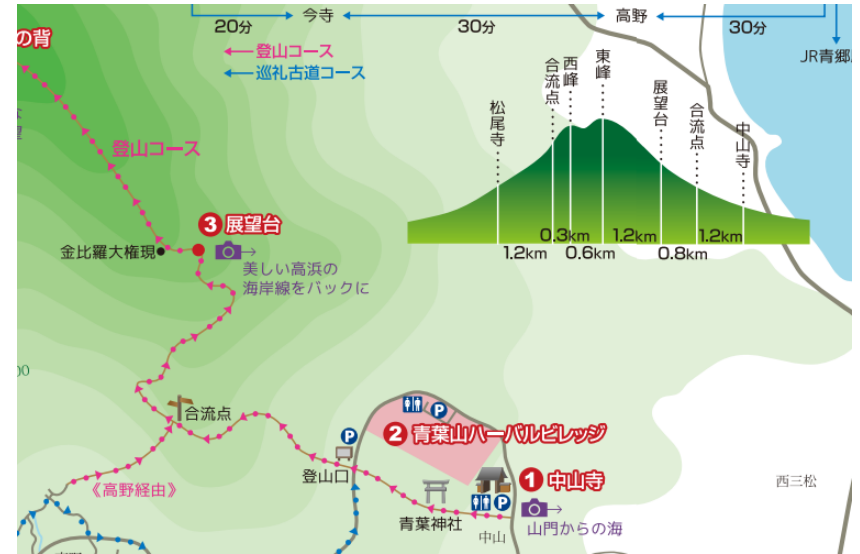 今寺
高野
20分
30分
30分
登山コース
巡礼古道コース
JR青郷
の背
登山コース
松尾寺
合流点
西峰
東峰
展望台
合流点
中山寺
0.3km
1.2km
1.2km
1.2km
0.6km
0.8km
3 展望台
金比羅大権現
美しい高浜の
海岸線をバックに
合流点
P
P
2 青葉山ハーバルビレッジ
登山口
1 中山寺
《高野経由》
P
西三松
青葉神社
中山
山門からの海